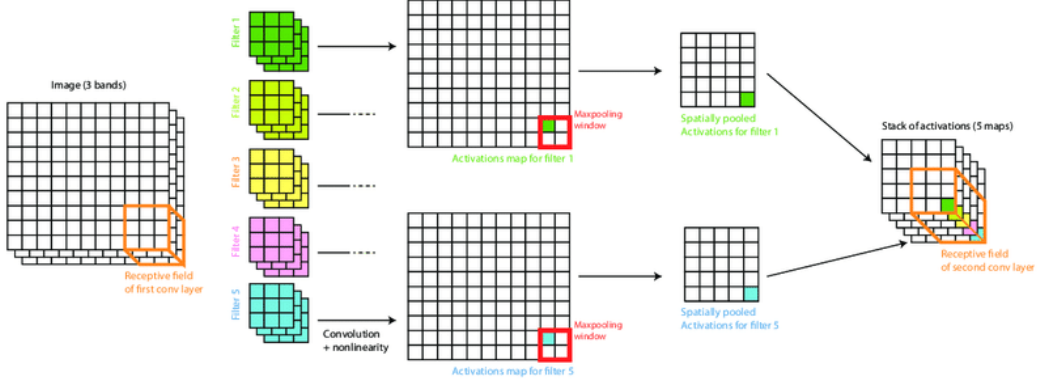 Image (3 bands)
Receptive field
of first conv layer
Filter 1
Filter 2
Filter 3
Filter 4
Filter 5
Convolution
+ nonlinearity
Maxpooling
window
Activations map for filter 1
Maxpooling
window
Activations map for filter 5
Spatially pooled
Activations for filter 1
Spatially pooled
Activations for filter 5
Stack of activations (5 maps)
Receptive field
of second conv layer